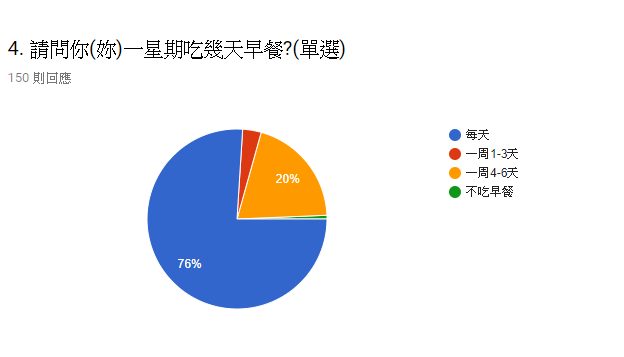 4. 請問你(妳)一星期吃幾天早餐?(單選)
150 則回應
20%
76%
每天
一周1-3天
一周4-6天
不吃早餐